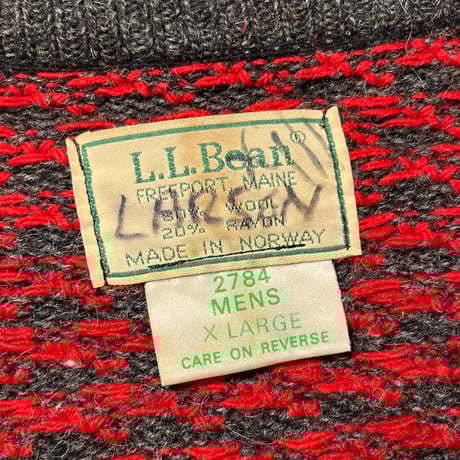 L.L.Bean®
FREEPORT, MAINE
LARSON
80% WOOL
20% RAYON
MADE IN NORWAY
2784
MENS
X LARGE
CARE ON REVERSE